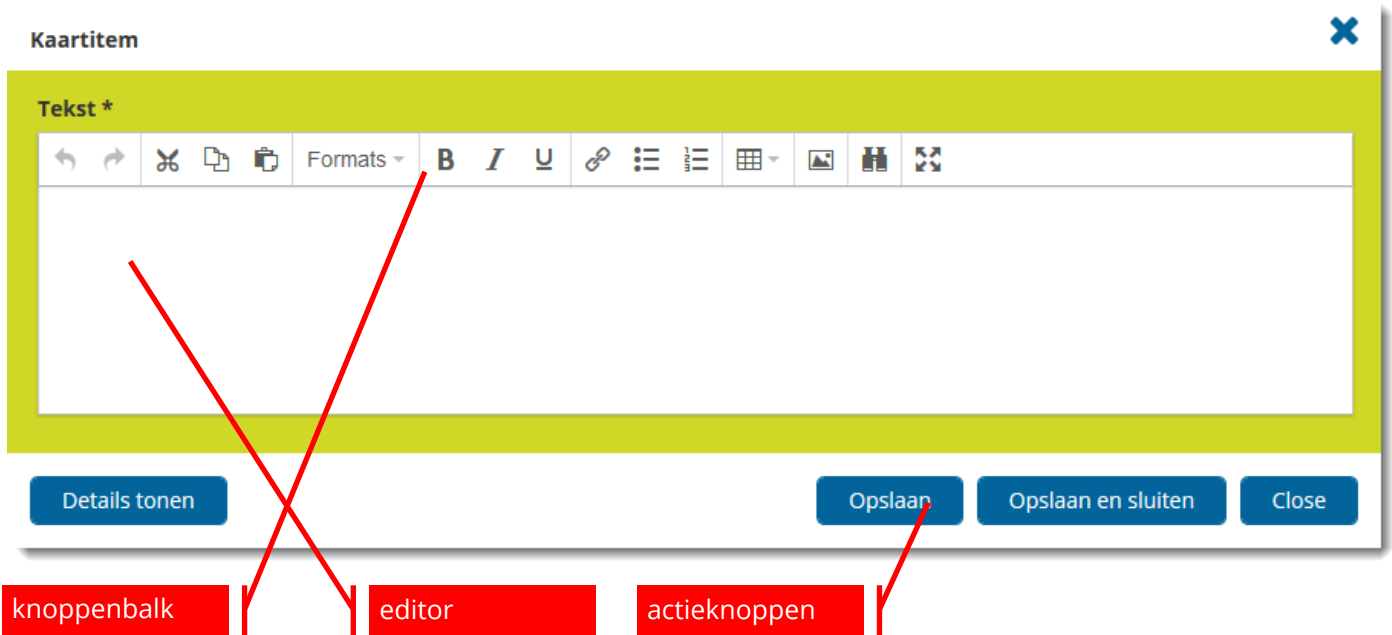 Kaartitem
Tekst *
Formats B I U
Details tonen Opslaan Opslaan en sluiten Close
knoppenbalk editor actieknoppen